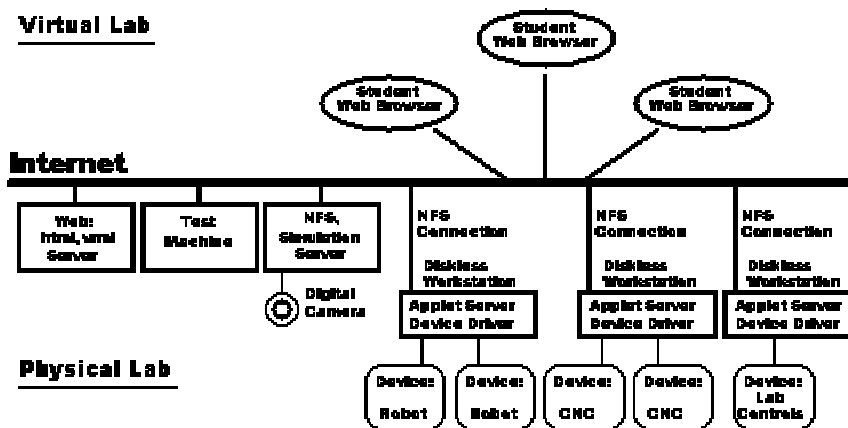 Virtual Lab
Student
Web Browser
Student
Web Browser
Student
Web Browser
Internet
Web:
html, vrml
Server
Test
Machine
NFS,
Simulation
Server
Digital
Camera
NFS
Connection
Diskless
Workstation
Applet Server
Device Driver
NFS
Connection
Diskless
Workstation
Applet Server
Device Driver
NFS
Connection
Diskless
Workstation
Applet Server
Device Driver
Physical Lab
Device:
Robot
Device:
Robot
Device:
CNC
Device:
CNC
Device:
Lab
Controls